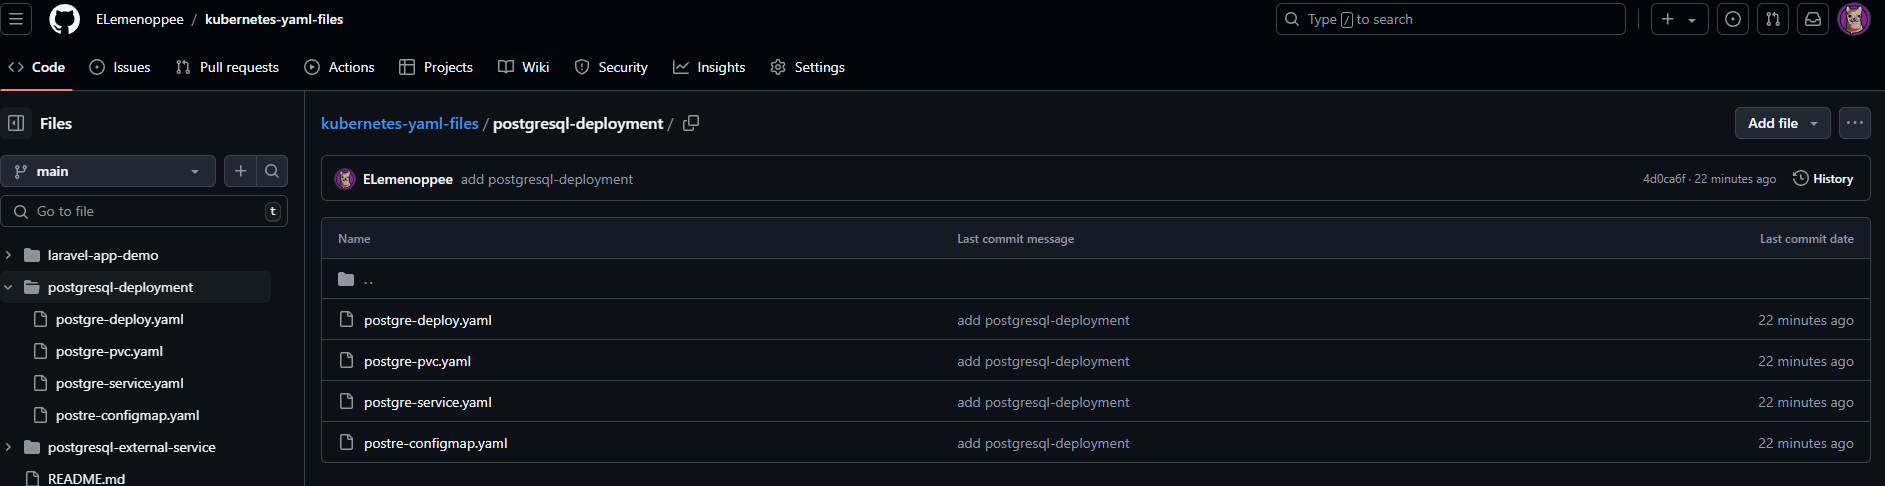 ELemenoppee / kubernetes-yaml-files
Type / to search
Code Issues Pull requests Actions Projects Wiki Security Insights Settings
Files
main
Go to file t
laravel-app-demo
postgresql-deployment
postgre-deploy.yaml
postgre-pvc.yaml
postgre-service.yaml
postre-configmap.yaml
postgresql-external-service
README.md
kubernetes-yaml-files / postgresql-deployment /
Add file
ELemenoppee add postgresql-deployment 4d0ca6f · 22 minutes ago History
Name Last commit message Last commit date
..
postgre-deploy.yaml add postgresql-deployment 22 minutes ago
postgre-pvc.yaml add postgresql-deployment 22 minutes ago
postgre-service.yaml add postgresql-deployment 22 minutes ago
postre-configmap.yaml add postgresql-deployment 22 minutes ago